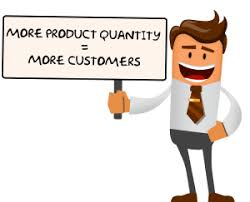 MORE PRODUCT QUANTITY
=
MORE CUSTOMERS